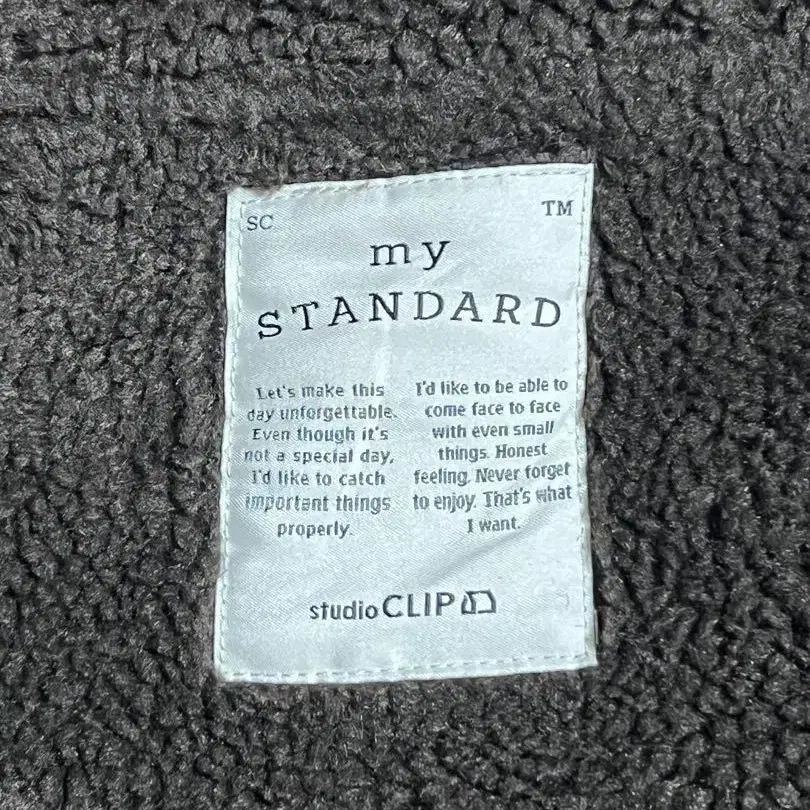 SC
TM
my
STANDARD
Let's make this
day unforgettable.
Even though it's
not a special day,
I'd like to catch
important things
properly.
I'd like to be able to
come face to face
with even small
things. Honest
feeling. Never forget
to enjoy. That's what
I want.
studio CLIP